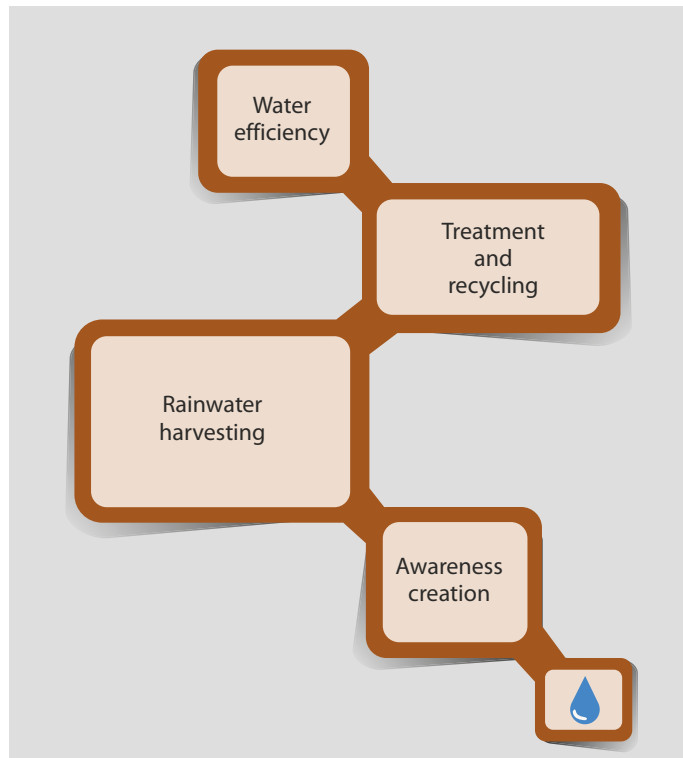 Water
efficiency
Treatment
and
recycling
Rainwater
harvesting
Awareness
creation